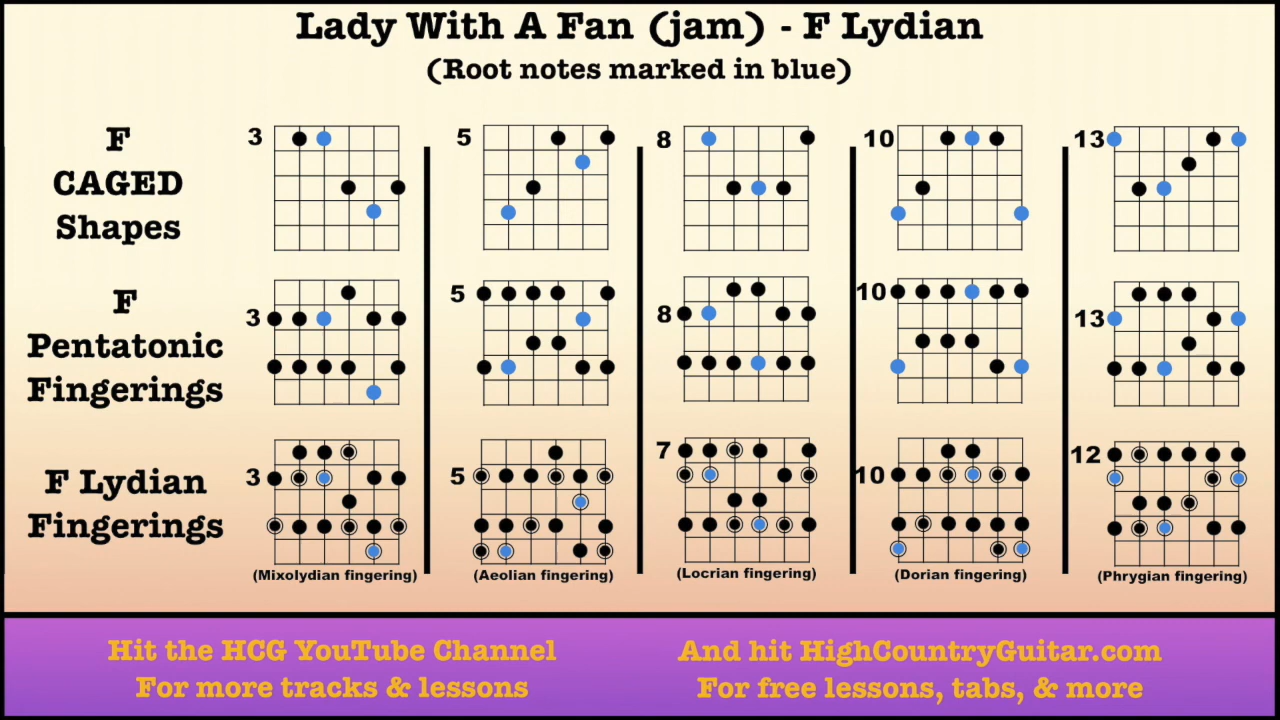 Lady With A Fan (jam) - F Lydian
(Root notes marked in blue)
F
CAGED
Shapes
3
5
8
10
13
F
Pentatonic
Fingerings
3
5
8
10
13
F Lydian
Fingerings
3
5
7
10
12
(Mixolydian fingering)
(Aeolian fingering)
(Locrian fingering)
(Dorian fingering)
(Phrygian fingering)
Hit the HCG YouTube Channel
For more tracks & lessons
And hit HighCountryGuitar.com
For free lessons, tabs, & more